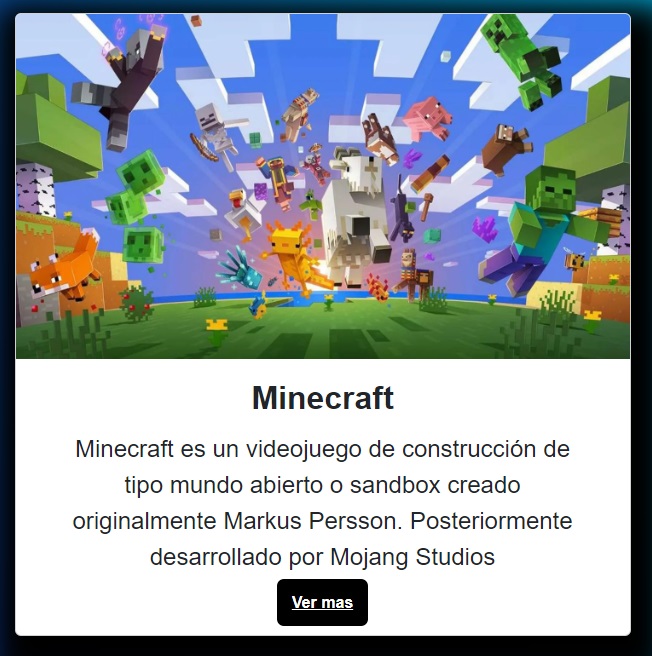 Minecraft
Minecraft es un videojuego de construcción de
tipo mundo abierto o sandbox creado
originalmente Markus Persson. Posteriormente
desarrollado por Mojang Studios
Ver mas